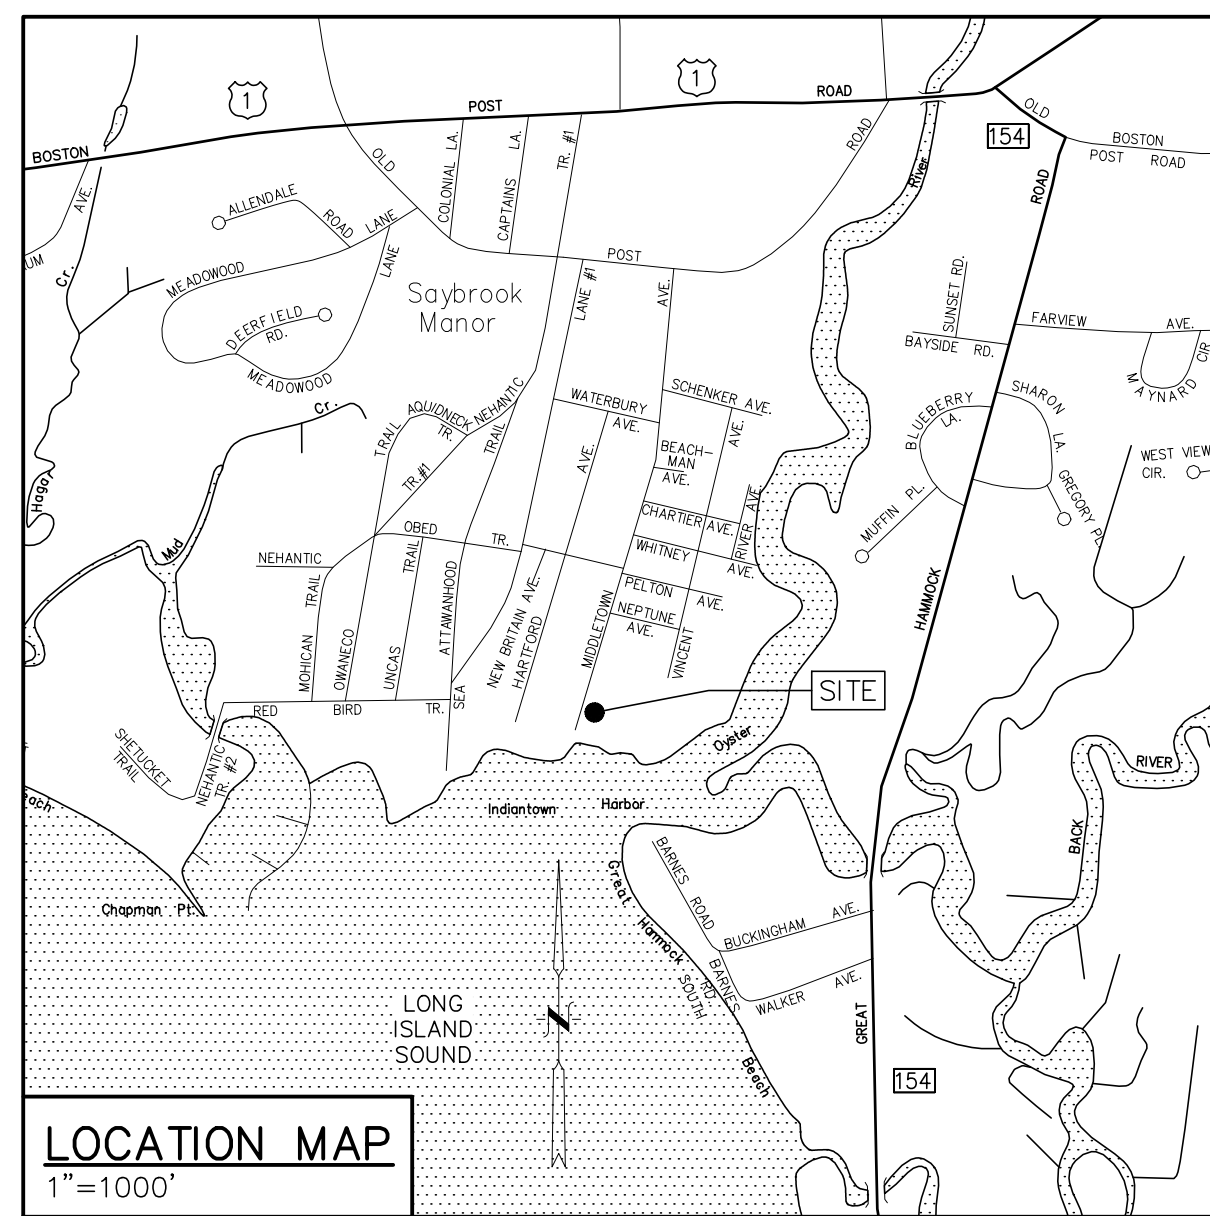 1
1
BOSTON
POST
ROAD
OLD
154
BOSTON
POST ROAD
ROAD
AVE.
UM
Cr.
ALLENDALE
ROAD
OLD
COLONIAL LA.
CAPTAINS LA.
TR. #1
ROAD
River
LANE
MEADOWOOD
LANE
POST
DEERFIELD
RD.
MEADOWOOD
Saybrook
Manor
LANE #1
AVE.
SUNSET RD.
BAYSIDE RD.
FARVIEW AVE.
MAYNARD CIR
Cr.
AQUIDNECK
TR.
NEHANTIC
TRAIL
TRAIL
TR.#1
WATERBURY
AVE.
SCHENKER AVE.
AVE.
AVE.
BEACH-
MAN
AVE.
BLUEBERRY
LA.
SHARON
LA.
WEST VIEW
CIR.
GREGORY PL.
MUFFIN PL.
Haga
Mud
OBED
TR.
CHARTIER AVE.
RIVER AVE.
WHITNEY
AVE.
NEHANTIC
TRAIL
MOHICAN
OWANECO
UNCAS
TRAIL
ATTAWANHOOD
NEW BRITAIN AVE.
HARTFORD
MIDDLETOWN
PELTON
AVE.
NEPTUNE
AVE.
VINCENT
HAMMOCK
SITE
RED BIRD TR.
SEA
SHETUCKET
TRAIL
NEHANTIC
TR. #2
Oyster
RIVER
BACK
each
Indiantown Harbor
Chapman Pt.
Great Hammock Beach
BARNES ROAD
BUCKINGHAM AVE.
BARNES
RD.
SOUTH
WALKER AVE.
GREAT
LONG
ISLAND
SOUND
N
154
LOCATION MAP
1"=1000'